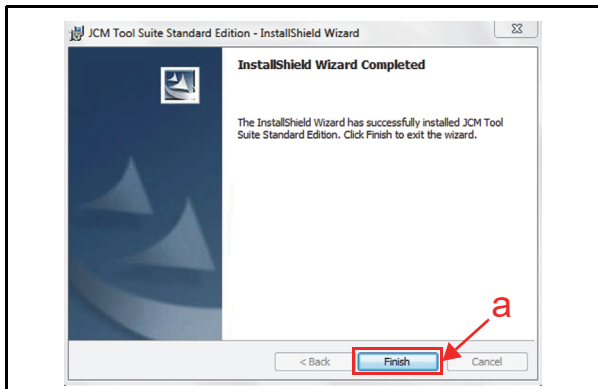 JCM Tool Suite Standard Edition - InstallShield Wizard
InstallShield Wizard Completed
The InstallShield Wizard has successfully installed JCM Tool
Suite Standard Edition. Click Finish to exit the wizard.
a
< Back Finish Cancel